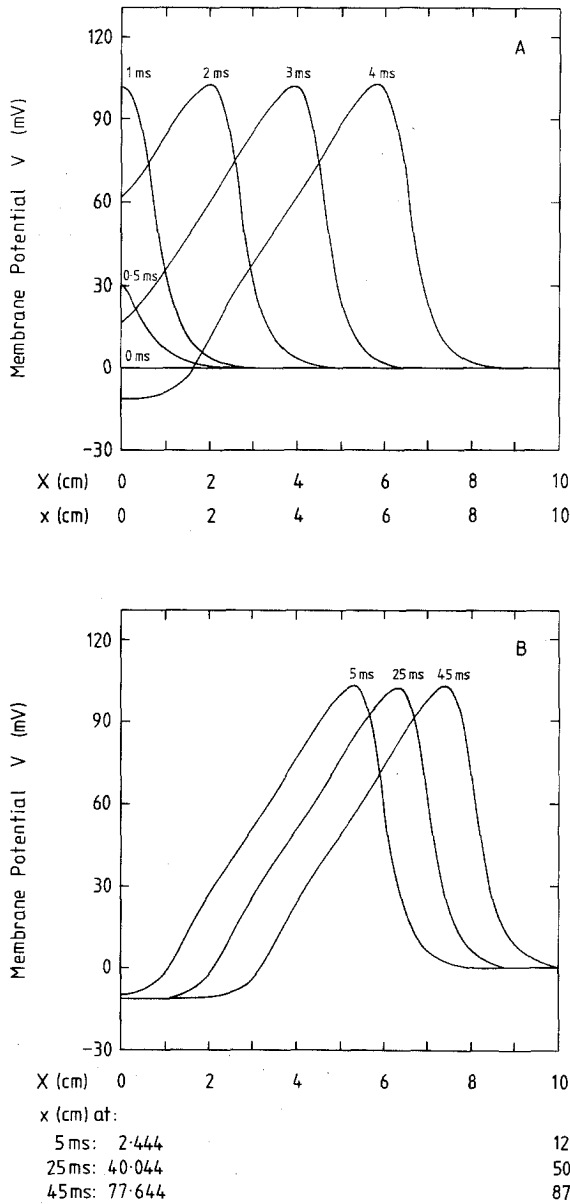 A
120
90
60
30
0
-30
Membrane Potential V (mV)
1 ms
2 ms
3 ms
4 ms
0·5 ms
0 ms
X (cm) 0 2 4 6 8 10
x (cm) 0 2 4 6 8 10
B
120
90
60
30
0
-30
Membrane Potential V (mV)
5 ms
25 ms
45 ms
X (cm) 0 2 4 6 8 10
x (cm) at:
5 ms: 2·444 12
25 ms: 40·044 50
45 ms: 77·644 87